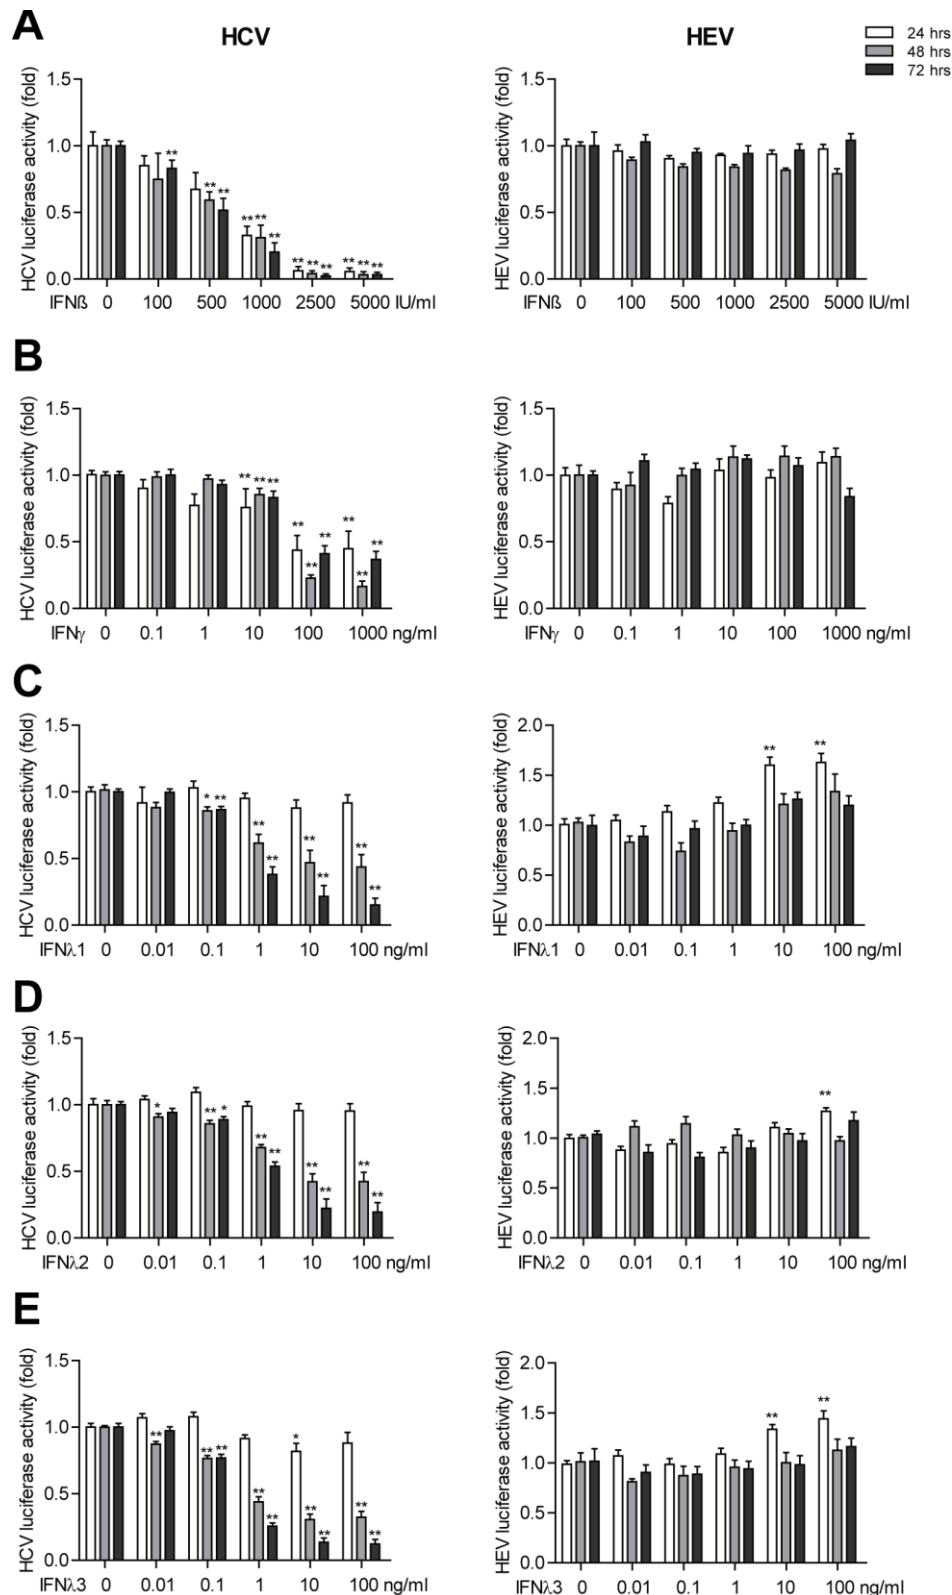 A
HCV
HEV
24 hrs
48 hrs
72 hrs
HCV luciferase activity (fold)
1.5
1.0
0.5
0.0
** ** ** ** ** ** ** ** ** ** ** **
IFNß 0 100 500 1000 2500 5000 IU/ml
HEV luciferase activity (fold)
1.5
1.0
0.5
0.0
IFNß 0 100 500 1000 2500 5000 IU/ml
B
HCV luciferase activity (fold)
1.5
1.0
0.5
0.0
** ** ** ** ** ** ** ** **
IFNγ 0 0.1 1 10 100 1000 ng/ml
HEV luciferase activity (fold)
1.5
1.0
0.5
0.0
IFNγ 0 0.1 1 10 100 1000 ng/ml
C
HCV luciferase activity (fold)
1.5
1.0
0.5
0.0
* ** ** ** ** ** ** **
IFNλ1 0 0.01 0.1 1 10 100 ng/ml
HEV luciferase activity (fold)
2.0
1.5
1.0
0.5
0.0
** **
IFNλ1 0 0.01 0.1 1 10 100 ng/ml
D
HCV luciferase activity (fold)
1.5
1.0
0.5
0.0
* ** * ** ** ** ** ** **
IFNλ2 0 0.01 0.1 1 10 100 ng/ml
HEV luciferase activity (fold)
2.0
1.5
1.0
0.5
0.0
**
IFNλ2 0 0.01 0.1 1 10 100 ng/ml
E
HCV luciferase activity (fold)
1.5
1.0
0.5
0.0
** ** ** ** ** * ** ** ** **
IFNλ3 0 0.01 0.1 1 10 100 ng/ml
HEV luciferase activity (fold)
2.0
1.5
1.0
0.5
0.0
** **
IFNλ3 0 0.01 0.1 1 10 100 ng/ml